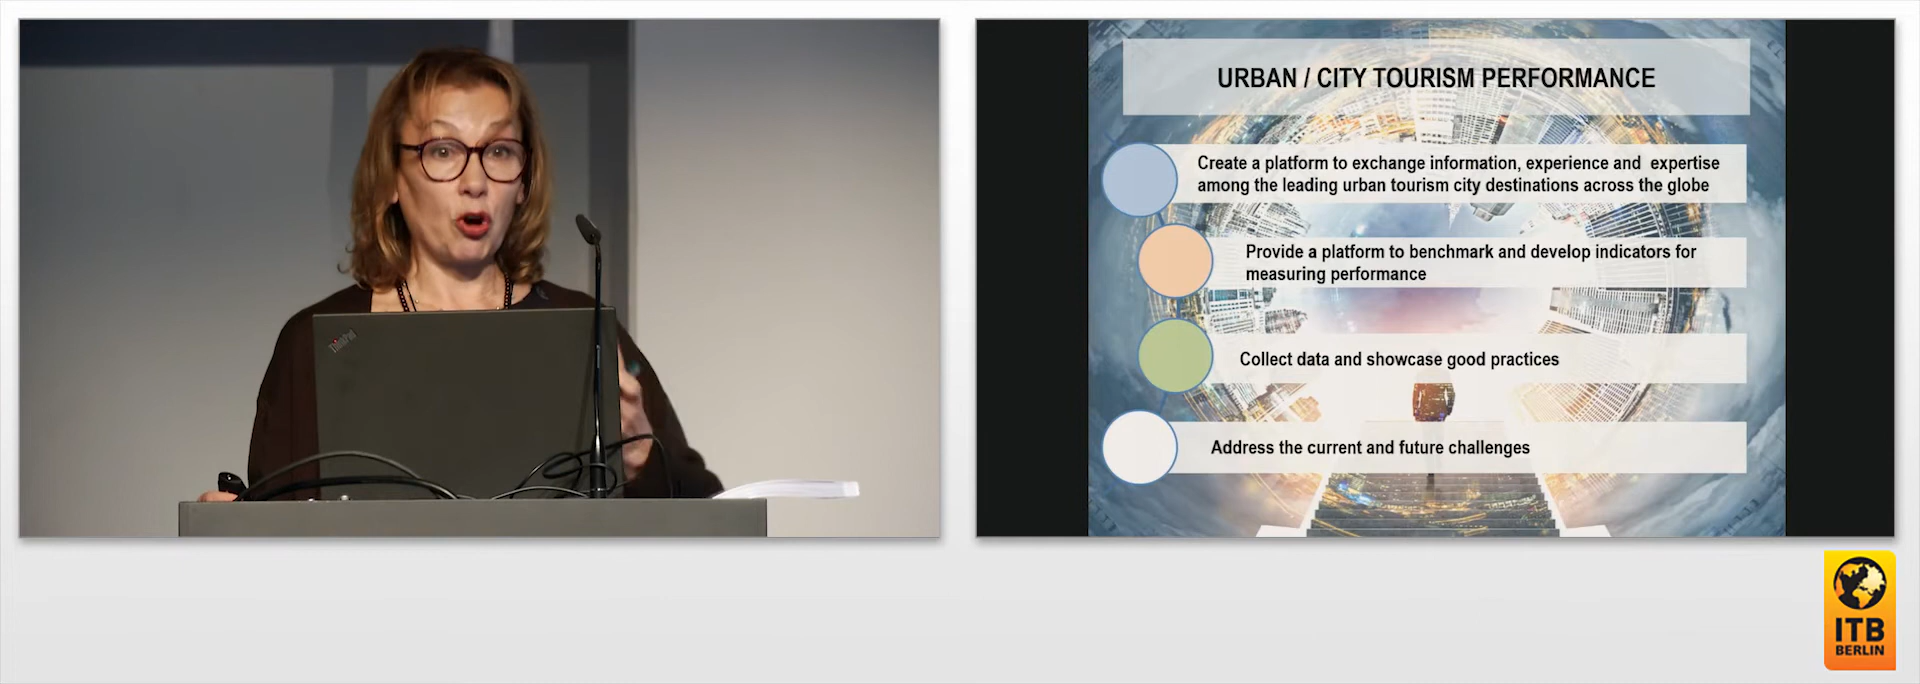 ThinkPad
URBAN / CITY TOURISM PERFORMANCE
Create a platform to exchange information, experience and expertise
among the leading urban tourism city destinations across the globe
Provide a platform to benchmark and develop indicators for
measuring performance
Collect data and showcase good practices
Address the current and future challenges
ITB
BERLIN